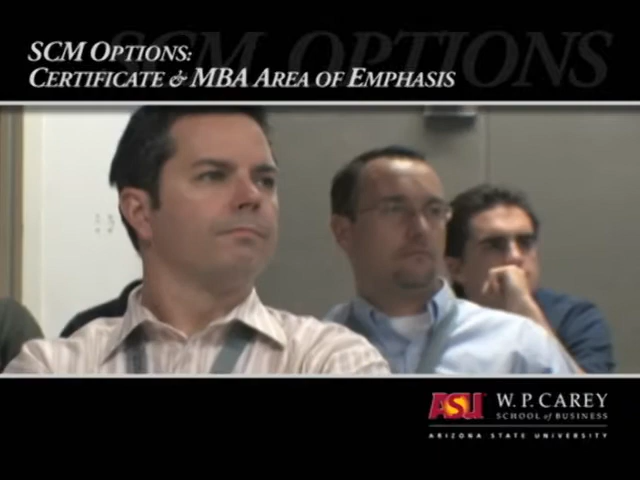 SCM OPTIONS
SCM OPTIONS:
CERTIFICATE & MBA AREA OF EMPHASIS
ASU W. P. CAREY
SCHOOL of BUSINESS
ARIZONA STATE UNIVERSITY